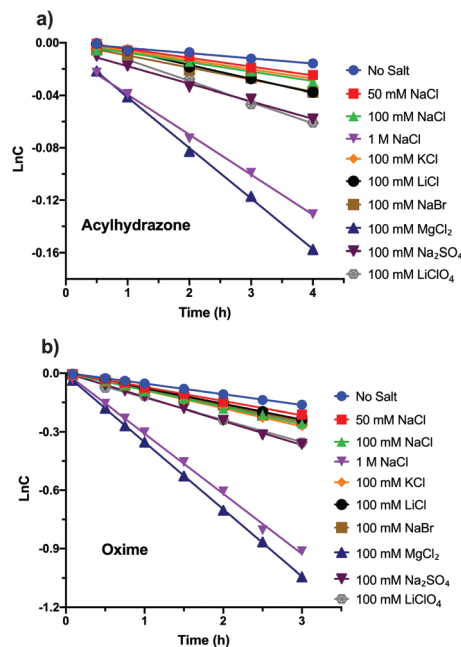 a)
0.00
-0.04
-0.08
-0.12
-0.16
LnC
0
1
2
3
4
Time (h)
Acylhydrazone
No Salt
50 mM NaCl
100 mM NaCl
1 M NaCl
100 mM KCl
100 mM LiCl
100 mM NaBr
100 mM MgCl₂
100 mM Na₂SO₄
100 mM LiClO₄
b)
0.0
-0.3
-0.6
-0.9
-1.2
LnC
0
1
2
3
Time (h)
Oxime
No Salt
50 mM NaCl
100 mM NaCl
1 M NaCl
100 mM KCl
100 mM LiCl
100 mM NaBr
100 mM MgCl₂
100 mM Na₂SO₄
100 mM LiClO₄